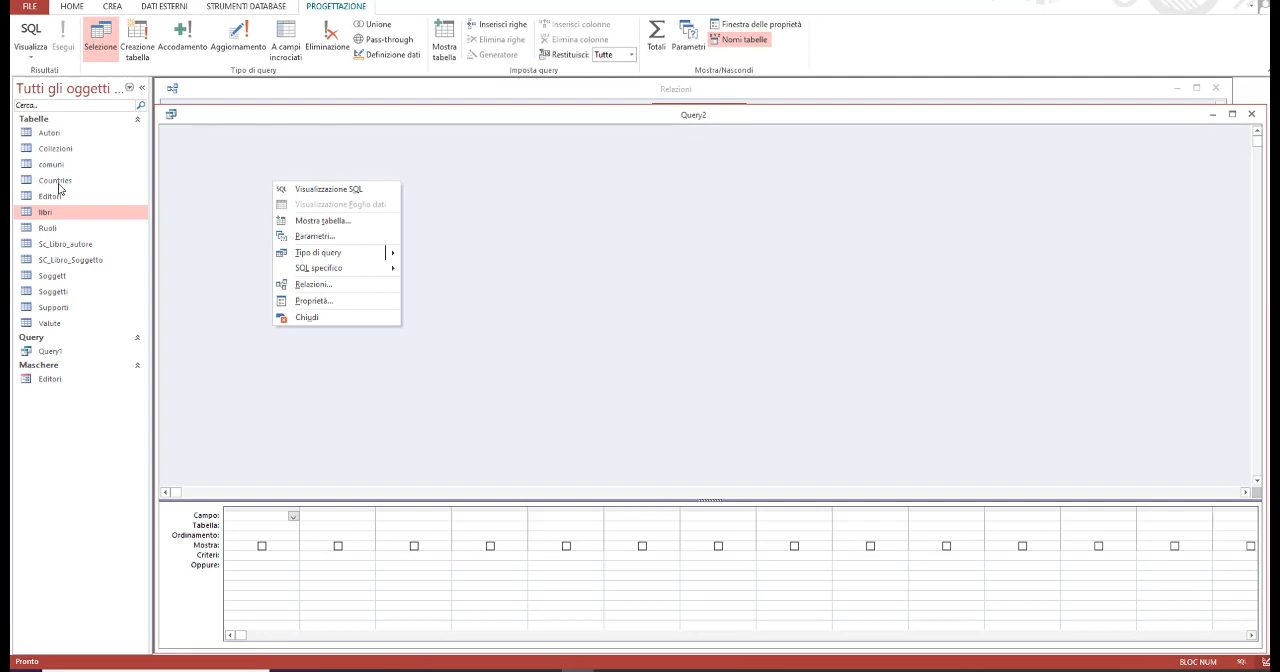 FILE HOME CREA DATI ESTERNI STRUMENTI DATABASE PROGETTAZIONE
SQL
Visualizza
Esegui
Risultati
Selezione
Creazione tabella
Accodamento
Aggiornamento
A campi incrociati
Eliminazione
Unione
Pass-through
Definizione dati
Tipo di query
Mostra tabella
Inserisci righe
Elimina righe
Generatore
Inserisci colonne
Elimina colonne
Restituisci: Tutte
Imposta query
Totali
Parametri
Finestra delle proprietà
Nomi tabelle
Mostra/Nascondi
Tutti gli oggetti ...
Cerca..
Tabelle
Autori
Collezioni
comuni
Countries
Editori
libri
Ruoli
Sc_Libro_autore
SC_Libro_Soggetto
Soggett
Soggetti
Supporti
Valute
Query
Query1
Maschere
Editori
Relazioni
Query2
SQL Visualizzazione SQL
Visualizzazione Foglio dati
Mostra tabella...
Parametri...
Tipo di query
SQL specifico
Relazioni...
Proprietà...
Chiudi
Campo:
Tabella:
Ordinamento:
Mostra:
Criteri:
Oppure:
Pronto
BLOC NUM
SQL